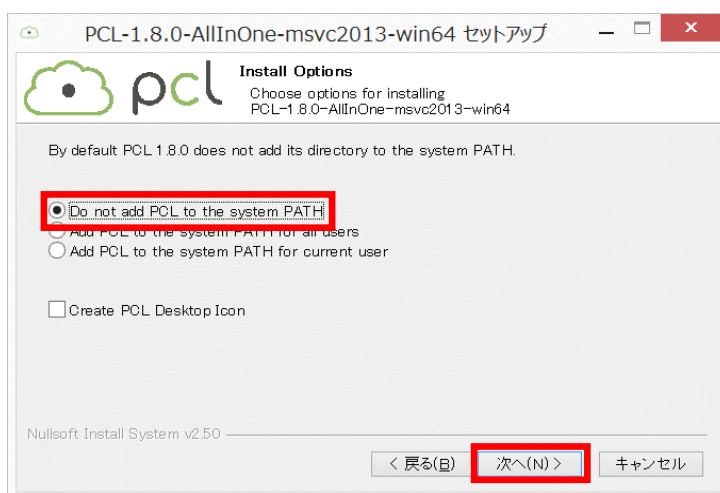 PCL-1.8.0-AllInOne-msvc2013-win64 セットアップ
pcl
Install Options
Choose options for installing
PCL-1.8.0-AllInOne-msvc2013-win64
By default PCL 1.8.0 does not add its directory to the system PATH.
Do not add PCL to the system PATH
Add PCL to the system PATH for all users
Add PCL to the system PATH for current user
Create PCL Desktop Icon
Nullsoft Install System v2.50
< 戻る(B) 次へ(N) > キャンセル